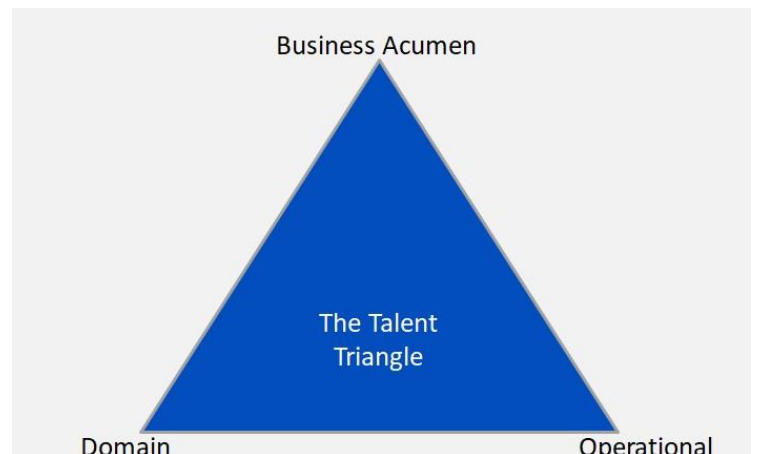 Business Acumen
The Talent
Triangle
Domain
Operational